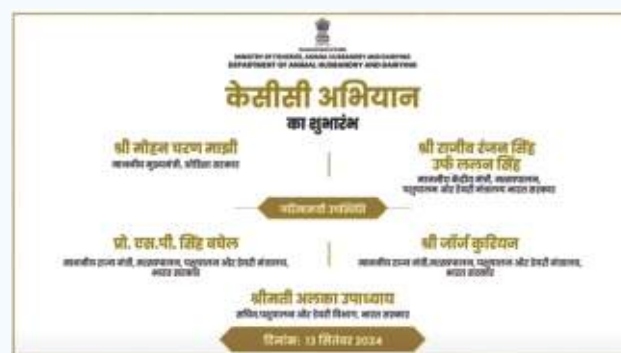 MINISTRY OF FISHERIES, ANIMAL HUSBANDRY AND DAIRYING
DEPARTMENT OF ANIMAL HUSBANDRY AND DAIRYING
केसीसी अभियान
का शुभारंभ
श्री मोहन चरण माझी
माननीय मुख्यमंत्री, ओडिशा सरकार
श्री राजीव रंजन सिंह
उर्फ ललन सिंह
माननीय केंद्रीय मंत्री, मत्स्यपालन,
पशुपालन और डेयरी मंत्रालय भारत सरकार
गरिमामयी उपस्थिति
प्रो. एस.पी. सिंह बघेल
माननीय राज्य मंत्री, मत्स्यपालन, पशुपालन और डेयरी मंत्रालय,
भारत सरकार
श्री जॉर्ज कुरियन
माननीय राज्य मंत्री,मत्स्यपालन, पशुपालन और डेयरी मंत्रालय,
भारत सरकार
श्रीमती अलका उपाध्याय
सचिव,पशुपालन और डेयरी विभाग, भारत सरकार
दिनांक: 13 सितंबर 2024